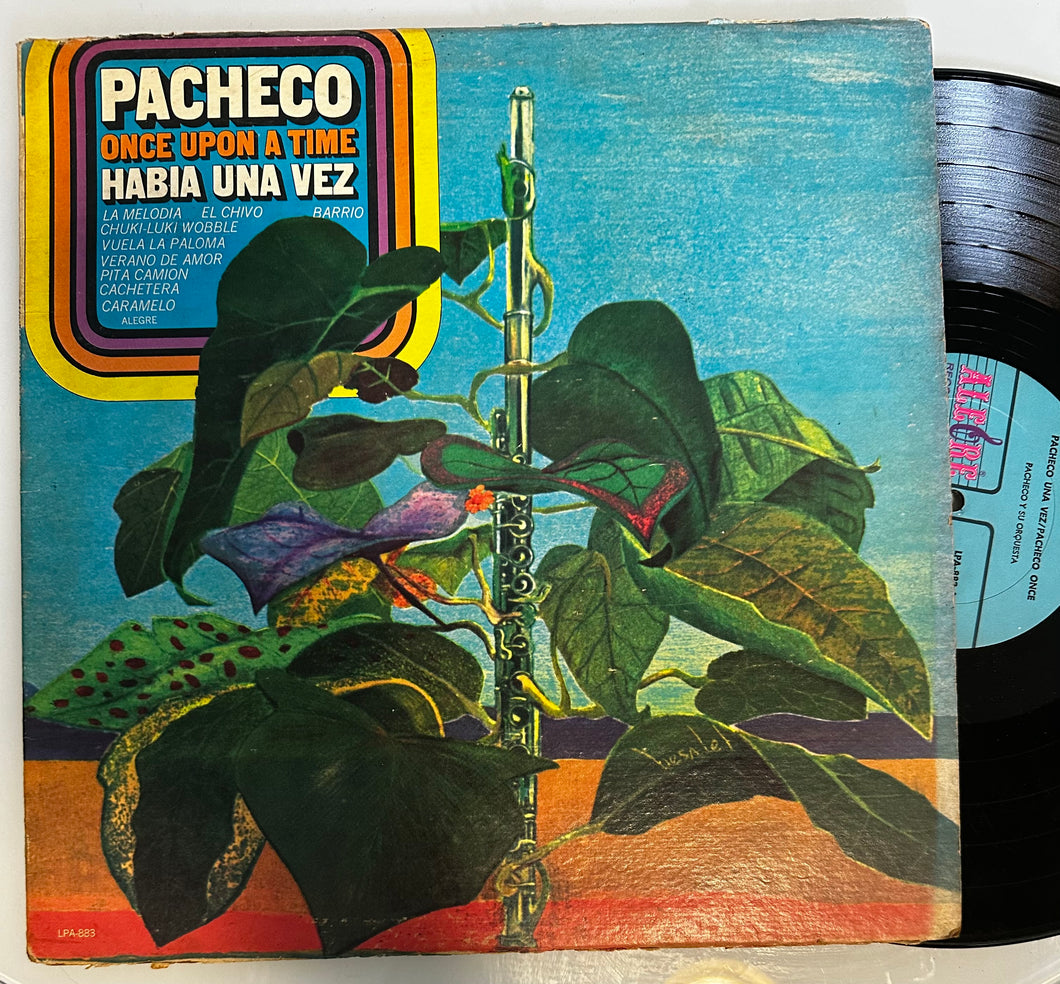 PACHECO
ONCE UPON A TIME
HABIA UNA VEZ
LA MELODIA EL CHIVO BARRIO
CHUKI-LUKI WOBBLE
VUELA LA PALOMA
VERANO DE AMOR
PITA CAMION
CACHETERA
CARAMELO
ALEGRE
LPA-883
ALEGRE
PACHECO UNA VEZ/PACHECO ONCE
PACHECO Y SU ORQUESTA